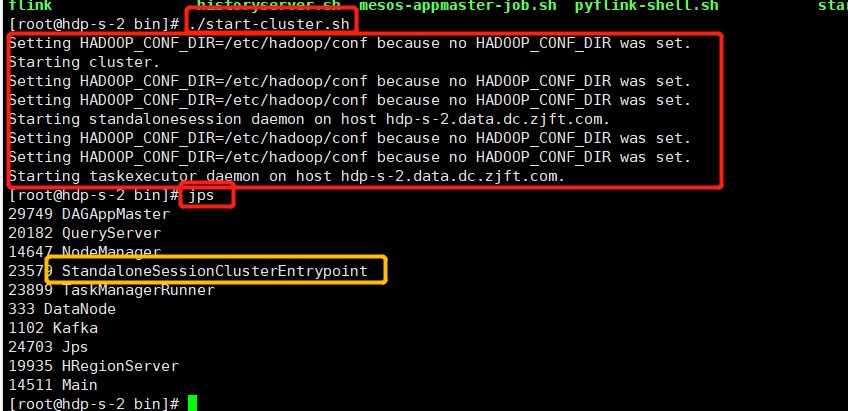 flink historyserver.sh mesos-appmaster-job.sh pyflink-shell.sh star
[root@hdp-s-2 bin]# ./start-cluster.sh
Setting HADOOP_CONF_DIR=/etc/hadoop/conf because no HADOOP_CONF_DIR was set.
Starting cluster.
Setting HADOOP_CONF_DIR=/etc/hadoop/conf because no HADOOP_CONF_DIR was set.
Setting HADOOP_CONF_DIR=/etc/hadoop/conf because no HADOOP_CONF_DIR was set.
Starting standalonesession daemon on host hdp-s-2.data.dc.zjft.com.
Setting HADOOP_CONF_DIR=/etc/hadoop/conf because no HADOOP_CONF_DIR was set.
Setting HADOOP_CONF_DIR=/etc/hadoop/conf because no HADOOP_CONF_DIR was set.
Starting taskexecutor daemon on host hdp-s-2.data.dc.zjft.com.
[root@hdp-s-2 bin]# jps
29749 DAGAppMaster
20182 QueryServer
14647 NodeManager
23579 StandaloneSessionClusterEntrypoint
23899 TaskManagerRunner
333 DataNode
1102 Kafka
24703 Jps
19935 HRegionServer
14511 Main
[root@hdp-s-2 bin]#